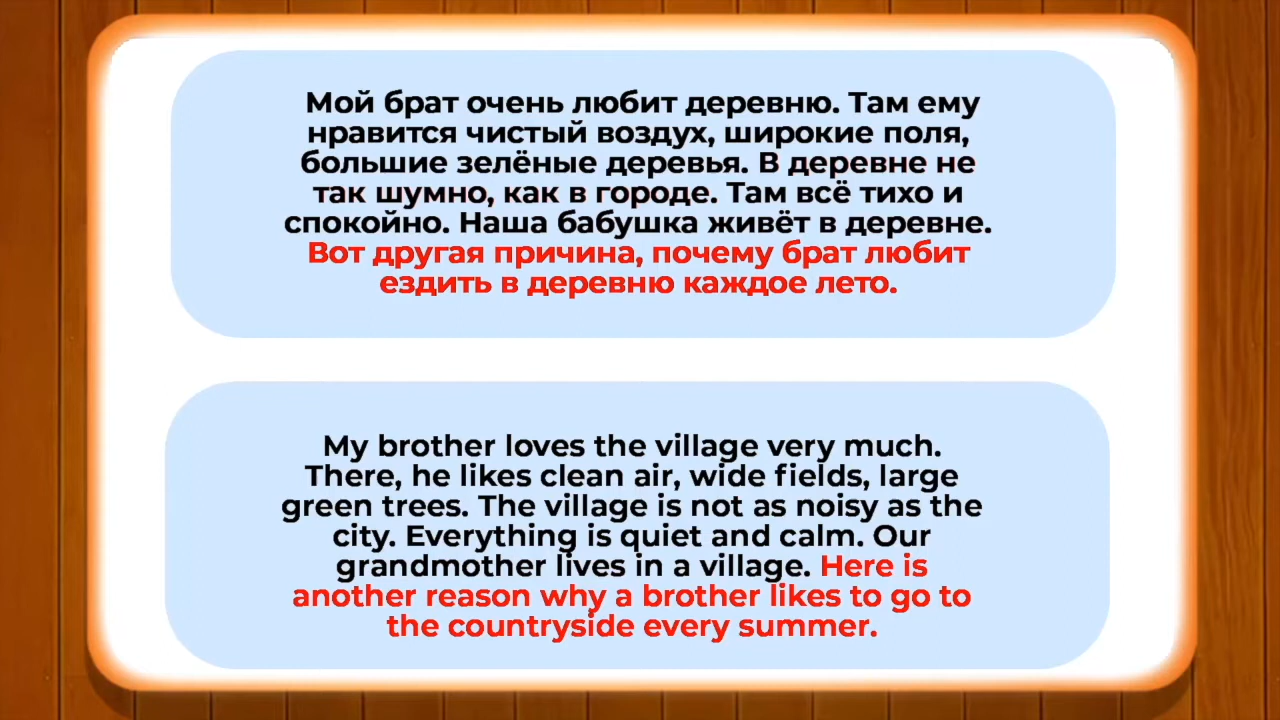 Мой брат очень любит деревню. Там ему
нравится чистый воздух, широкие поля,
большие зелёные деревья. В деревне не
так шумно, как в городе. Там всё тихо и
спокойно. Наша бабушка живёт в деревне.
Вот другая причина, почему брат любит
ездить в деревню каждое лето.
My brother loves the village very much.
There, he likes clean air, wide fields, large
green trees. The village is not as noisy as the
city. Everything is quiet and calm. Our
grandmother lives in a village. Here is
another reason why a brother likes to go to
the countryside every summer.